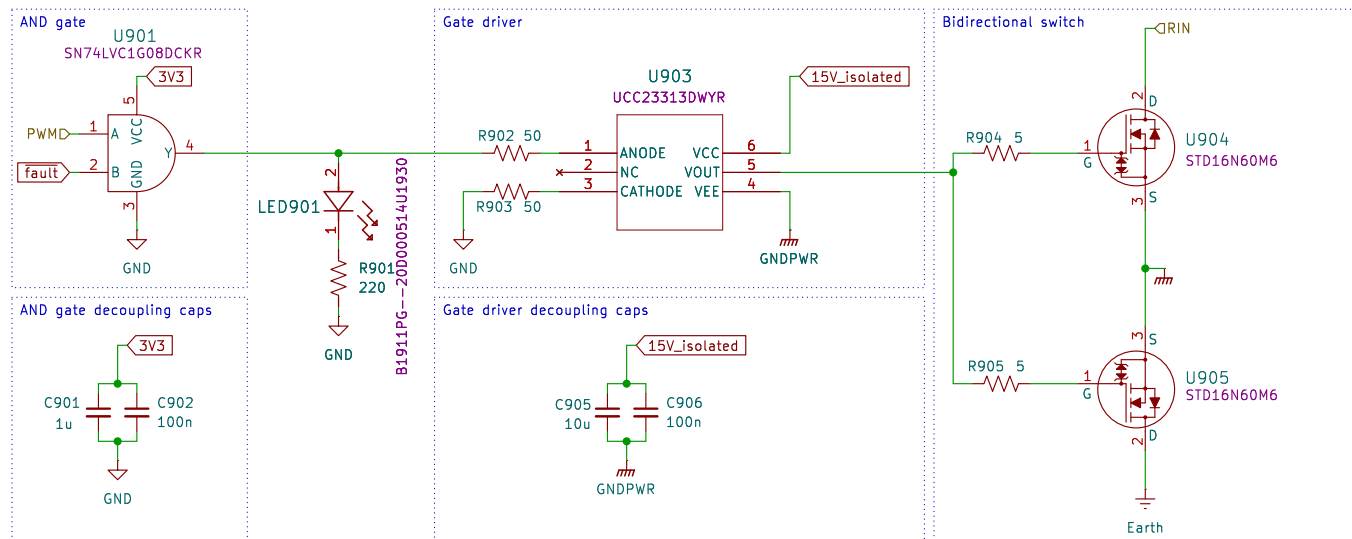 AND gate
U901
SN74LVC1G08DCKR
3V3
5
VCC
PWM
1
A
Y
4
fault
2
B
GND
3
GND
2
LED901
1
B1911PG--20D000514U1930
R901
220
GND
Gate driver
U903
UCC23313DWYR
15V_isolated
R902 50
1
ANODE
VCC
6
2
NC
VOUT
5
3
CATHODE
VEE
4
R903 50
GND
GNDPWR
Bidirectional switch
RIN
2
D
R904 5
1
G
U904
STD16N60M6
3
S
3
S
R905 5
1
G
U905
STD16N60M6
2
D
Earth
AND gate decoupling caps
3V3
C901
1u
C902
100n
GND
Gate driver decoupling caps
15V_isolated
C905
10u
C906
100n
GNDPWR